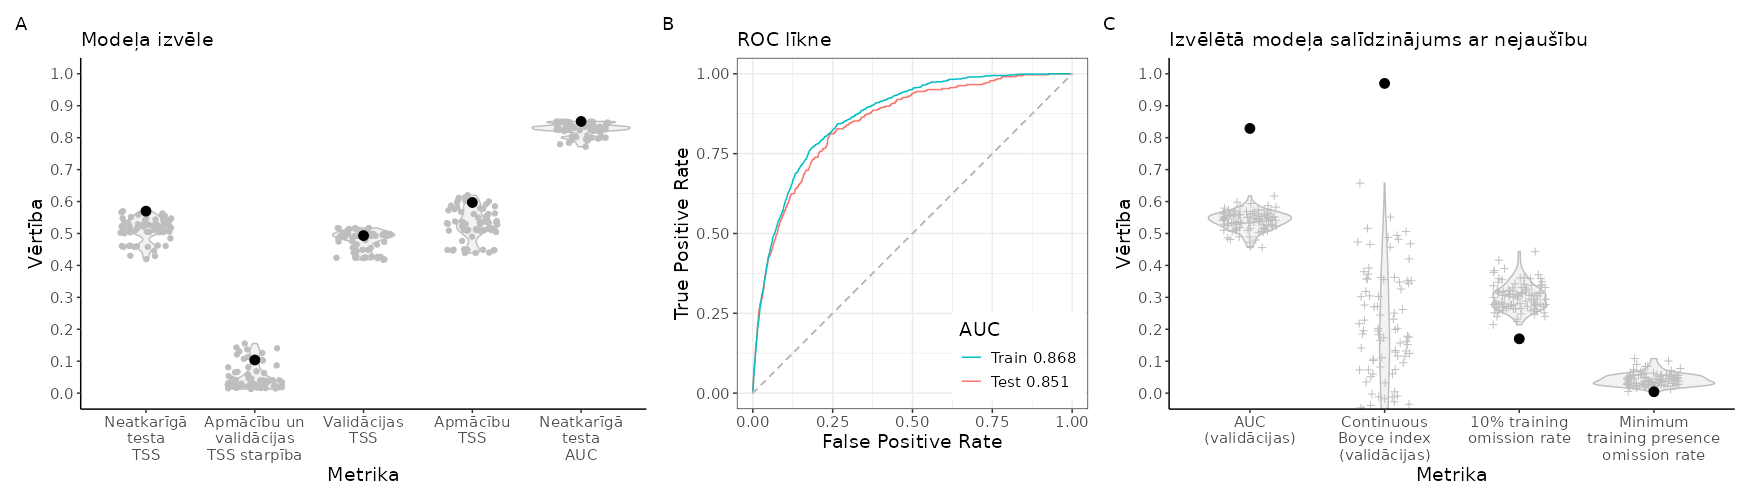 A
Modeļa izvēle
Vērtība
1.0
0.9
0.8
0.7
0.6
0.5
0.4
0.3
0.2
0.1
0.0
Neatkarīgā
testa
TSS
Apmācību un
validācijas
TSS starpība
Validācijas
TSS
Apmācību
TSS
Neatkarīgā
testa
AUC
Metrika
B
ROC līkne
True Positive Rate
1.00
0.75
0.50
0.25
0.00
AUC
Train 0.868
Test 0.851
0.00
0.25
0.50
0.75
1.00
False Positive Rate
C
Izvēlētā modeļa salīdzinājums ar nejaušību
Vērtība
1.0
0.9
0.8
0.7
0.6
0.5
0.4
0.3
0.2
0.1
0.0
AUC
(validācijas)
Continuous
Boyce index
(validācijas)
10% training
omission rate
Minimum
training presence
omission rate
Metrika